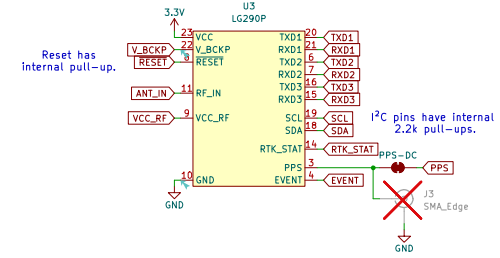 U3
LG290P
3.3V
23 VCC
TXD1 20 TXD1
V_BCKP 22 V_BCKP
RXD1 21 RXD1
Reset has
internal pull-up.
RESET 8 RESET
TXD2 6 TXD2
RXD2 7 RXD2
TXD3 16 TXD3
ANT_IN 11 RF_IN
RXD3 15 RXD3
VCC_RF 9 VCC_RF
SCL 19 SCL
SDA 18 SDA
I²C pins have internal
2.2k pull-ups.
RTK_STAT 14 RTK_STAT
PPS-DC
PPS 3
PPS
10 GND
EVENT 4 EVENT
GND
J3
SMA_Edge
GND